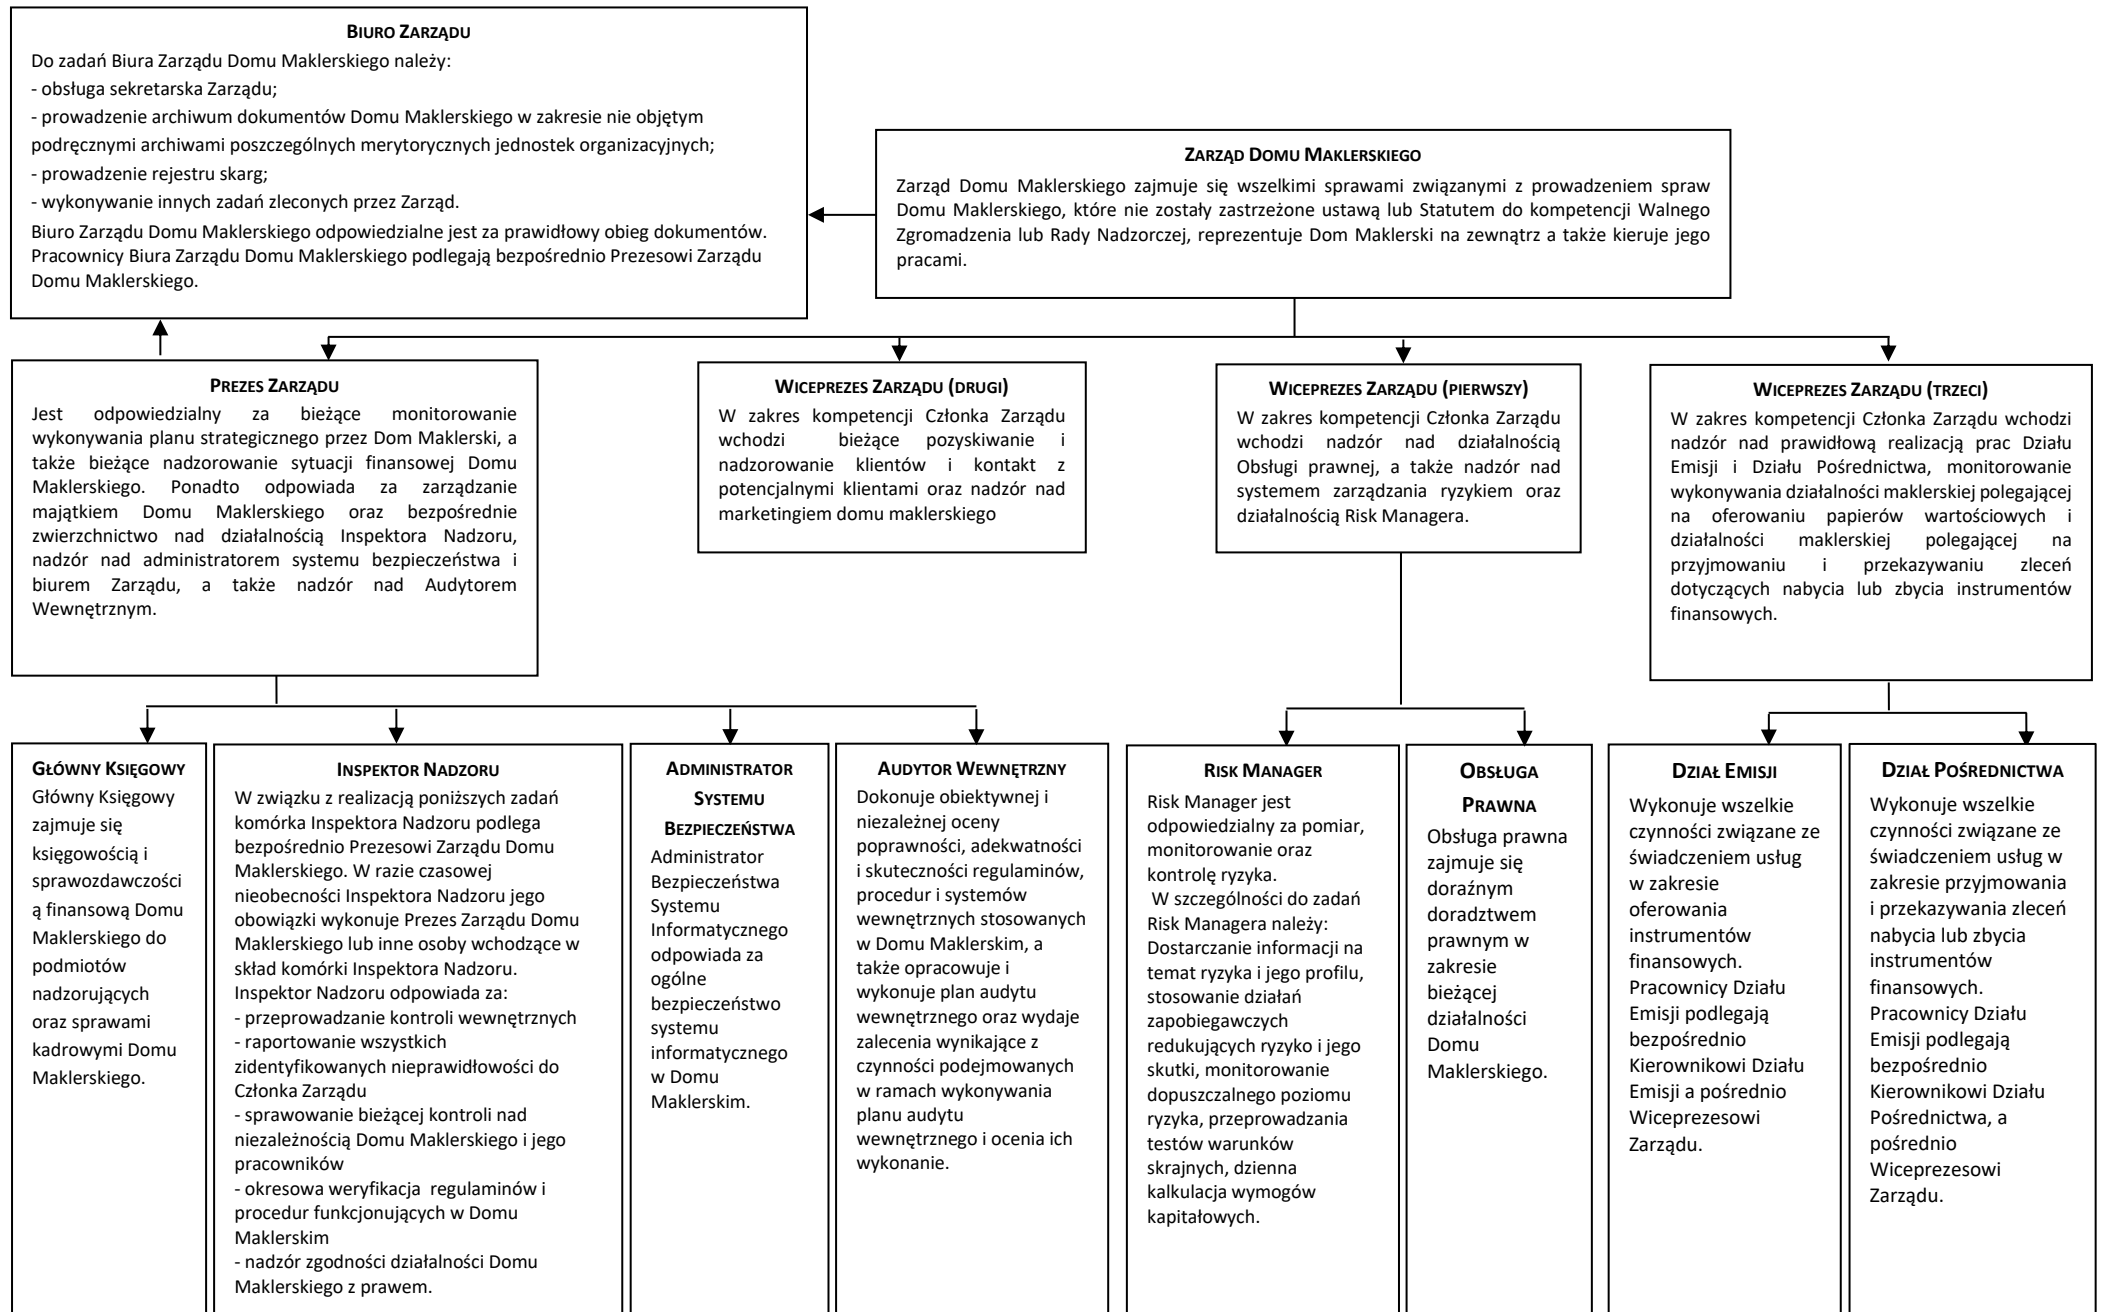 BIURO ZARZĄDU
Do zadań Biura Zarządu Domu Maklerskiego należy:
- obsługa sekretarska Zarządu;
- prowadzenie archiwum dokumentów Domu Maklerskiego w zakresie nie objętym
podręcznymi archiwami poszczególnych merytorycznych jednostek organizacyjnych;
- prowadzenie rejestru skarg;
- wykonywanie innych zadań zleconych przez Zarząd.
Biuro Zarządu Domu Maklerskiego odpowiedzialne jest za prawidłowy obieg dokumentów.
Pracownicy Biura Zarządu Domu Maklerskiego podlegają bezpośrednio Prezesowi Zarządu
Domu Maklerskiego.
ZARZĄD DOMU MAKLERSKIEGO
Zarząd Domu Maklerskiego zajmuje się wszelkimi sprawami związanymi z prowadzeniem spraw
Domu Maklerskiego, które nie zostały zastrzeżone ustawą lub Statutem do kompetencji Walnego
Zgromadzenia lub Rady Nadzorczej, reprezentuje Dom Maklerski na zewnątrz a także kieruje jego
pracami.
PREZES ZARZĄDU
Jest odpowiedzialny za bieżące monitorowanie
wykonywania planu strategicznego przez Dom Maklerski, a
także bieżące nadzorowanie sytuacji finansowej Domu
Maklerskiego. Ponadto odpowiada za zarządzanie
majątkiem Domu Maklerskiego oraz bezpośrednie
zwierzchnictwo nad działalnością Inspektora Nadzoru,
nadzór nad administratorem systemu bezpieczeństwa i
biurem Zarządu, a także nadzór nad Audytorem
Wewnętrznym.
WICEPREZES ZARZĄDU (DRUGI)
W zakres kompetencji Członka Zarządu
wchodzi bieżące pozyskiwanie i
nadzorowanie klientów i kontakt z
potencjalnymi klientami oraz nadzór nad
marketingiem domu maklerskiego
WICEPREZES ZARZĄDU (PIERWSZY)
W zakres kompetencji Członka Zarządu
wchodzi nadzór nad działalnością
Obsługi prawnej, a także nadzór nad
systemem zarządzania ryzykiem oraz
działalnością Risk Managera.
WICEPREZES ZARZĄDU (TRZECI)
W zakres kompetencji Członka Zarządu wchodzi
nadzór nad prawidłową realizacją prac Działu
Emisji i Działu Pośrednictwa, monitorowanie
wykonywania działalności maklerskiej polegającej
na oferowaniu papierów wartościowych i
działalności maklerskiej polegającej na
przyjmowaniu i przekazywaniu zleceń
dotyczących nabycia lub zbycia instrumentów
finansowych.
GŁÓWNY KSIĘGOWY
Główny Księgowy
zajmuje się
księgowością i
sprawozdawczości
ą finansową Domu
Maklerskiego do
podmiotów
nadzorujących
oraz sprawami
kadrowymi Domu
Maklerskiego.
INSPEKTOR NADZORU
W związku z realizacją poniższych zadań
komórka Inspektora Nadzoru podlega
bezpośrednio Prezesowi Zarządu Domu
Maklerskiego. W razie czasowej
nieobecności Inspektora Nadzoru jego
obowiązki wykonuje Prezes Zarządu Domu
Maklerskiego lub inne osoby wchodzące w
skład komórki Inspektora Nadzoru.
Inspektor Nadzoru odpowiada za:
- przeprowadzanie kontroli wewnętrznych
- raportowanie wszystkich
zidentyfikowanych nieprawidłowości do
Członka Zarządu
- sprawowanie bieżącej kontroli nad
niezależnością Domu Maklerskiego i jego
pracowników
- okresowa weryfikacja regulaminów i
procedur funkcjonujących w Domu
Maklerskim
- nadzór zgodności działalności Domu
Maklerskiego z prawem.
ADMINISTRATOR
SYSTEMU
BEZPIECZEŃSTWA
Administrator
Bezpieczeństwa
Systemu
Informatycznego
odpowiada za
ogólne
bezpieczeństwo
systemu
informatycznego
w Domu
Maklerskim.
AUDYTOR WEWNĘTRZNY
Dokonuje obiektywnej i
niezależnej oceny
poprawności, adekwatności
i skuteczności regulaminów,
procedur i systemów
wewnętrznych stosowanych
w Domu Maklerskim, a
także opracowuje i
wykonuje plan audytu
wewnętrznego oraz wydaje
zalecenia wynikające z
czynności podejmowanych
w ramach wykonywania
planu audytu
wewnętrznego i ocenia ich
wykonanie.
RISK MANAGER
Risk Manager jest
odpowiedzialny za pomiar,
monitorowanie oraz
kontrolę ryzyka.
W szczególności do zadań
Risk Managera należy:
Dostarczanie informacji na
temat ryzyka i jego profilu,
stosowanie działań
zapobiegawczych
redukujących ryzyko i jego
skutki, monitorowanie
dopuszczalnego poziomu
ryzyka, przeprowadzania
testów warunków
skrajnych, dzienna
kalkulacja wymogów
kapitałowych.
OBSŁUGA
PRAWNA
Obsługa prawna
zajmuje się
doraźnym
doradztwem
prawnym w
zakresie
bieżącej
działalności
Domu
Maklerskiego.
DZIAŁ EMISJI
Wykonuje wszelkie
czynności związane ze
świadczeniem usług
w zakresie
oferowania
instrumentów
finansowych.
Pracownicy Działu
Emisji podlegają
bezpośrednio
Kierownikowi Działu
Emisji a pośrednio
Wiceprezesowi
Zarządu.
DZIAŁ POŚREDNICTWA
Wykonuje wszelkie
czynności związane ze
świadczeniem usług w
zakresie przyjmowania
i przekazywania zleceń
nabycia lub zbycia
instrumentów
finansowych.
Pracownicy Działu
Emisji podlegają
bezpośrednio
Kierownikowi Działu
Pośrednictwa, a
pośrednio
Wiceprezesowi
Zarządu.